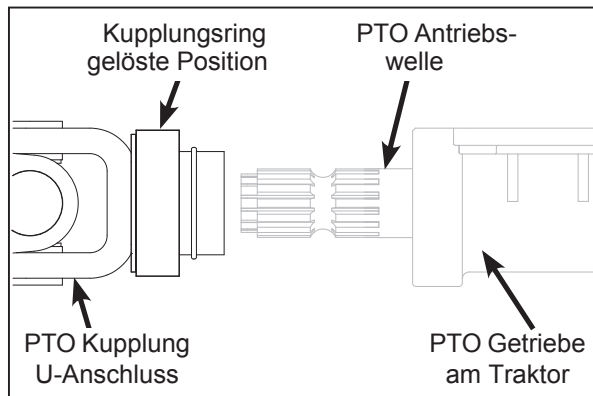 Kupplungsring
gelöste Position
PTO Antriebs-
welle
PTO Kupplung
U-Anschluss
PTO Getriebe
am Traktor